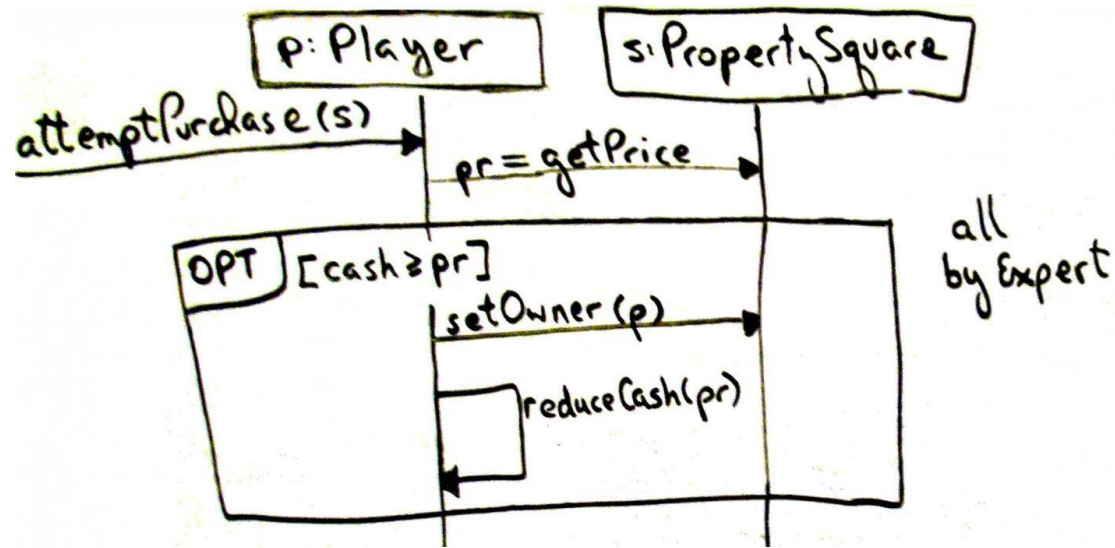 p: Player
s: PropertySquare
attemptPurchase(s)
pr = getPrice
all
by Expert
OPT [cash ≥ pr]
setOwner (p)
reduceCash(pr)